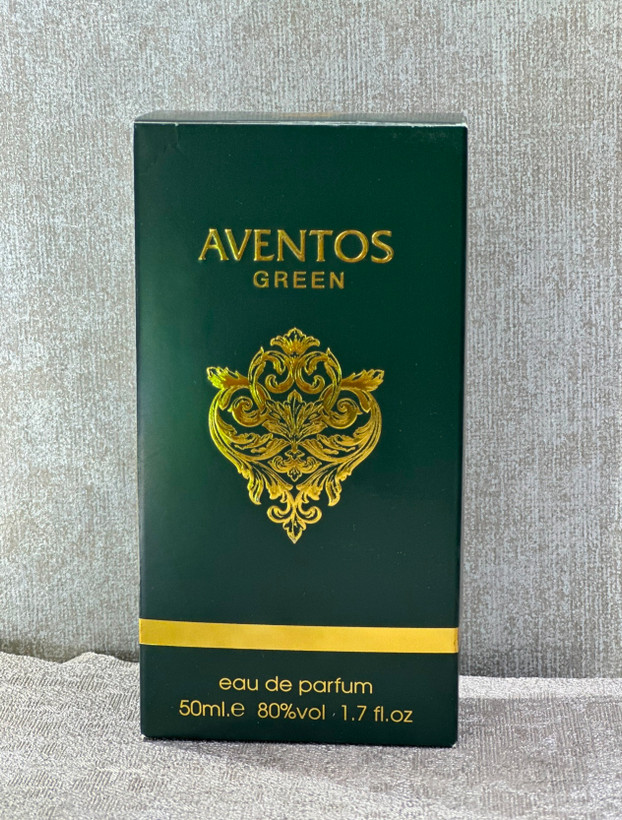 AVENTOS
GREEN
eau de parfum
50ml.e 80%vol · 1.7 fl.oz